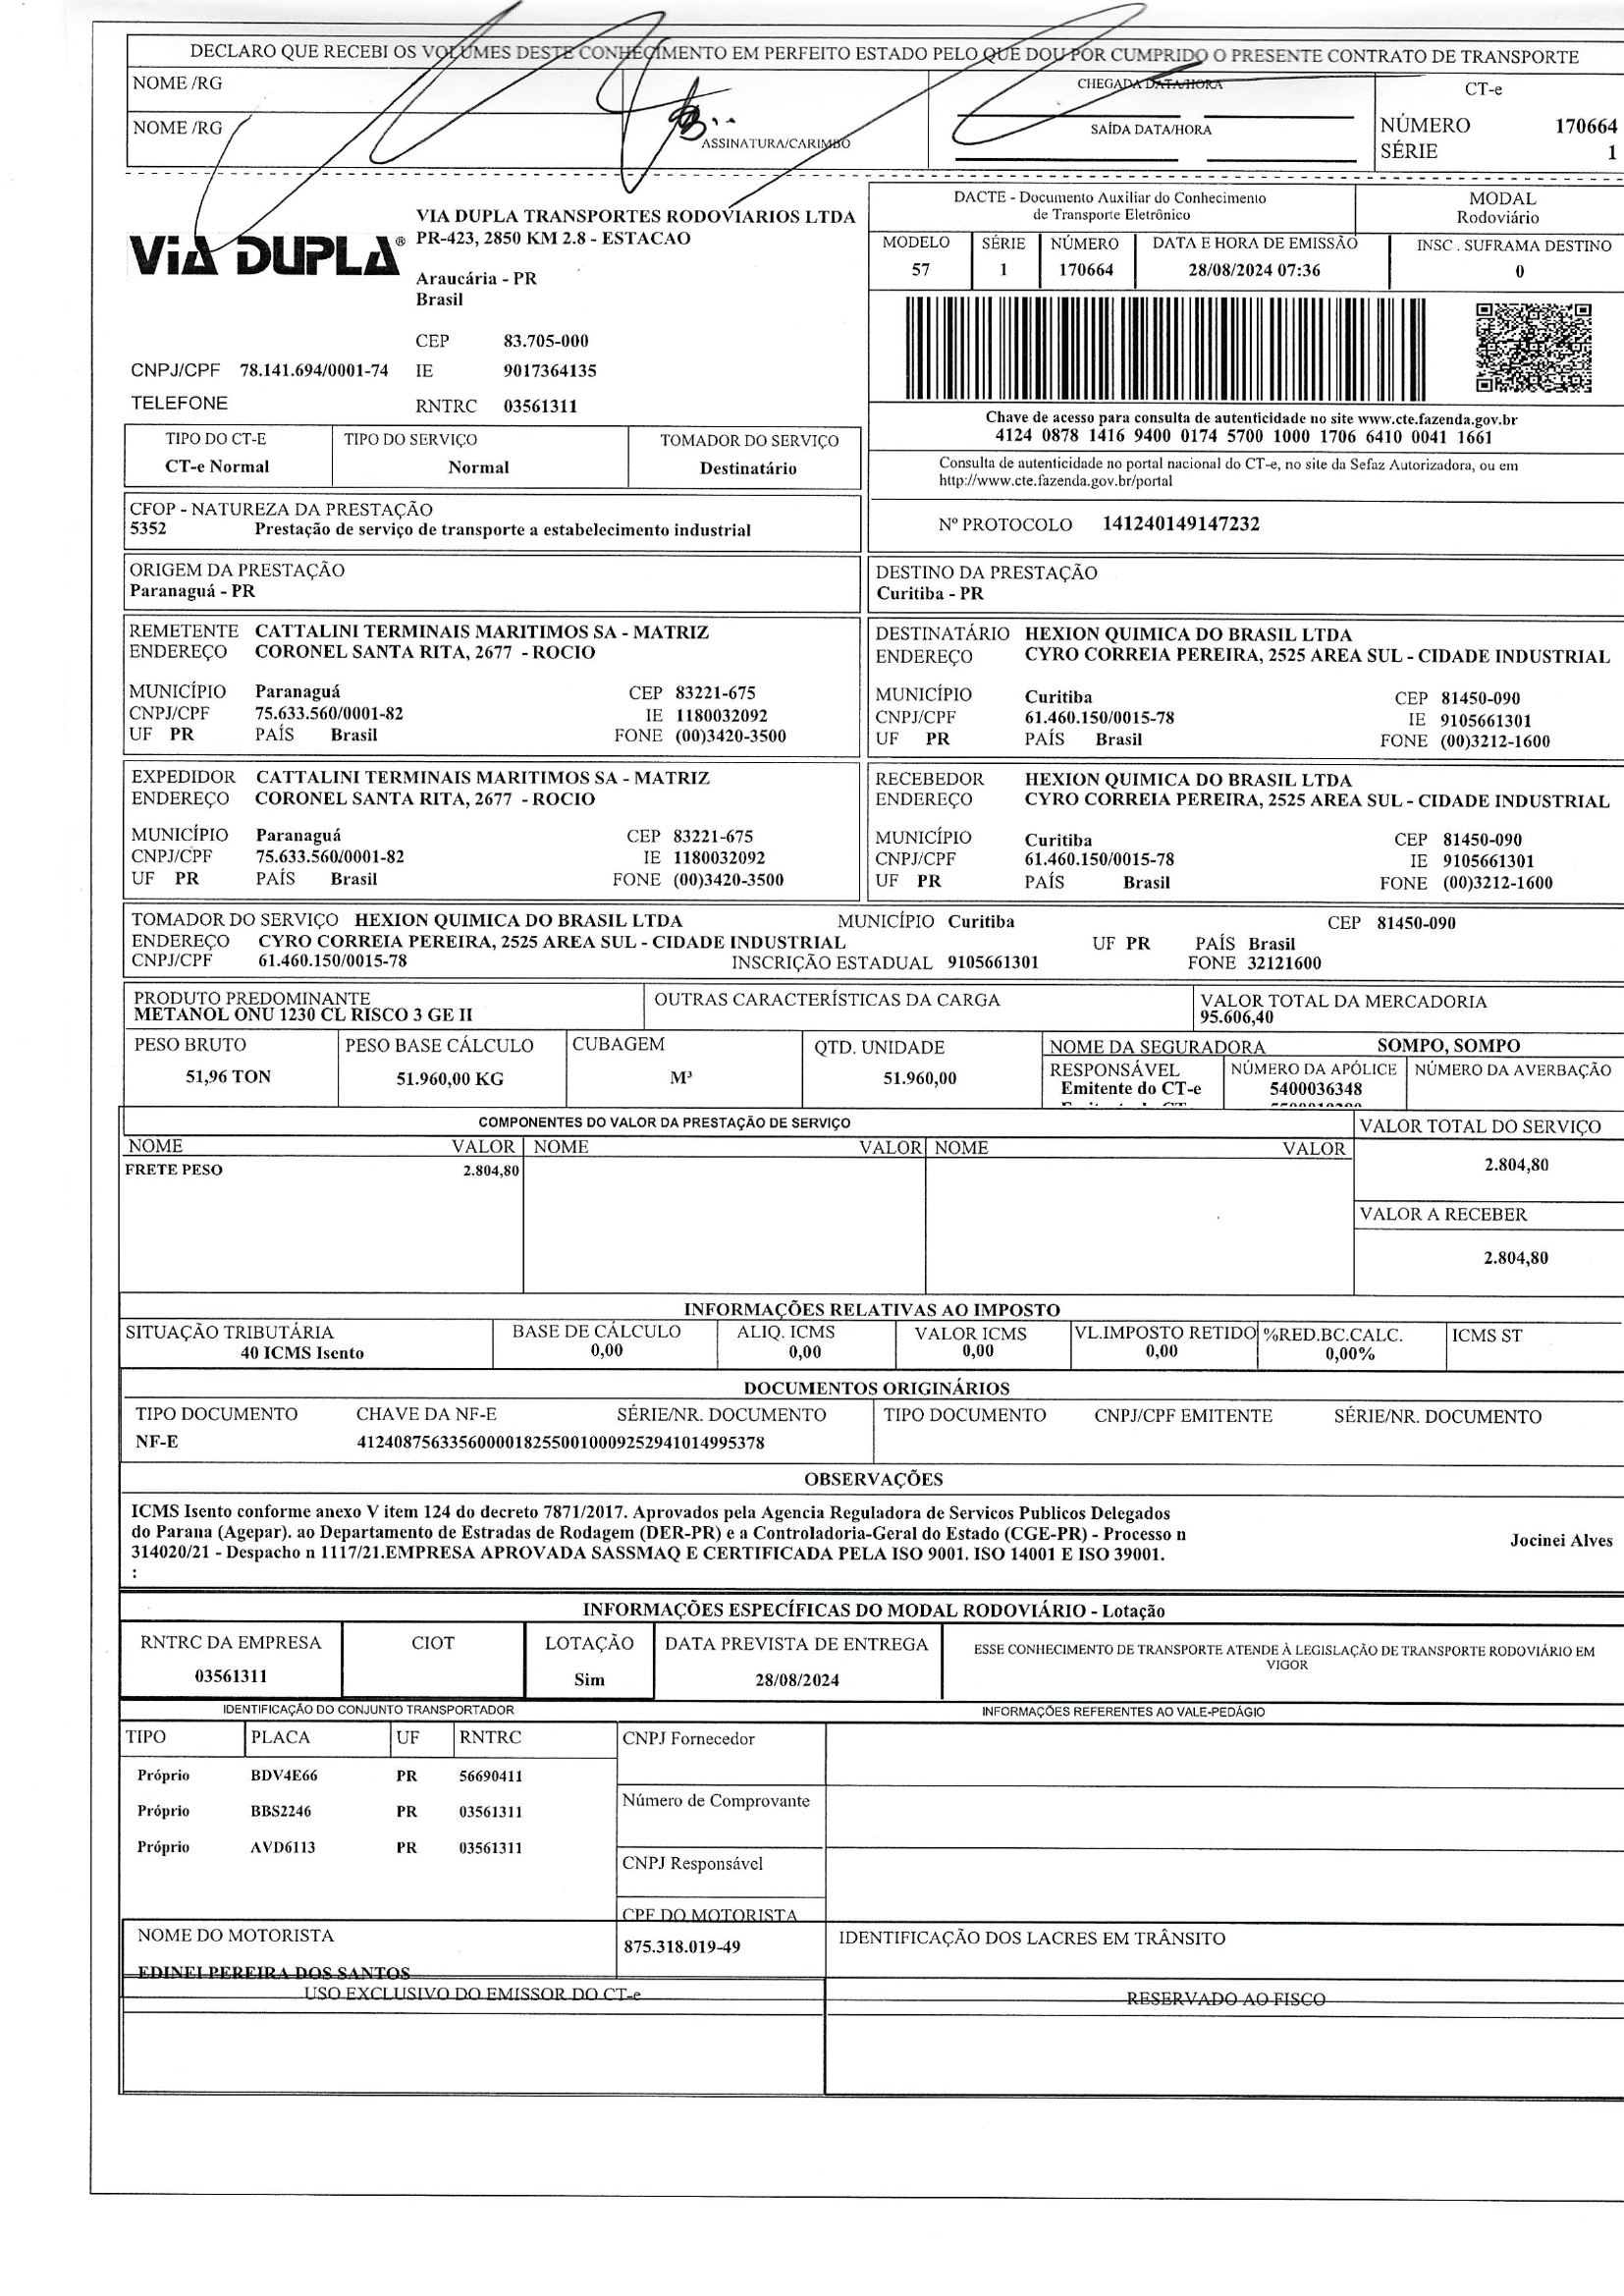 DECLARO QUE RECEBI OS VOLUMES DESTE CONHECIMENTO EM PERFEITO ESTADO PELO QUE DOU POR CUMPRIDO O PRESENTE CONTRATO DE TRANSPORTE
NOME /RG
NOME /RG
ASSINATURA/CARIMBO
CHEGADA DATA/HORA
SAÍDA DATA/HORA
CT-e
NÚMERO 170664
SÉRIE 1
ViA DUPLA®
VIA DUPLA TRANSPORTES RODOVIARIOS LTDA
PR-423, 2850 KM 2.8 - ESTACAO
Araucária - PR
Brasil
CEP 83.705-000
CNPJ/CPF 78.141.694/0001-74 IE 9017364135
TELEFONE RNTRC 03561311
DACTE - Documento Auxiliar do Conhecimento
de Transporte Eletrônico
MODAL
Rodoviário
MODELO SÉRIE NÚMERO DATA E HORA DE EMISSÃO INSC . SUFRAMA DESTINO
57 1 170664 28/08/2024 07:36 0
Chave de acesso para consulta de autenticidade no site www.cte.fazenda.gov.br
4124 0878 1416 9400 0174 5700 1000 1706 6410 0041 1661
Consulta de autenticidade no portal nacional do CT-e, no site da Sefaz Autorizadora, ou em
http://www.cte.fazenda.gov.br/portal
Nº PROTOCOLO 141240149147232
TIPO DO CT-E TIPO DO SERVIÇO TOMADOR DO SERVIÇO
CT-e Normal Normal Destinatário
CFOP - NATUREZA DA PRESTAÇÃO
5352 Prestação de serviço de transporte a estabelecimento industrial
ORIGEM DA PRESTAÇÃO
Paranaguá - PR
DESTINO DA PRESTAÇÃO
Curitiba - PR
REMETENTE CATTALINI TERMINAIS MARITIMOS SA - MATRIZ
ENDEREÇO CORONEL SANTA RITA, 2677 - ROCIO
MUNICÍPIO Paranaguá CEP 83221-675
CNPJ/CPF 75.633.560/0001-82 IE 1180032092
UF PR PAÍS Brasil FONE (00)3420-3500
DESTINATÁRIO HEXION QUIMICA DO BRASIL LTDA
ENDEREÇO CYRO CORREIA PEREIRA, 2525 AREA SUL - CIDADE INDUSTRIAL
MUNICÍPIO Curitiba CEP 81450-090
CNPJ/CPF 61.460.150/0015-78 IE 9105661301
UF PR PAÍS Brasil FONE (00)3212-1600
EXPEDIDOR CATTALINI TERMINAIS MARITIMOS SA - MATRIZ
ENDEREÇO CORONEL SANTA RITA, 2677 - ROCIO
MUNICÍPIO Paranaguá CEP 83221-675
CNPJ/CPF 75.633.560/0001-82 IE 1180032092
UF PR PAÍS Brasil FONE (00)3420-3500
RECEBEDOR HEXION QUIMICA DO BRASIL LTDA
ENDEREÇO CYRO CORREIA PEREIRA, 2525 AREA SUL - CIDADE INDUSTRIAL
MUNICÍPIO Curitiba CEP 81450-090
CNPJ/CPF 61.460.150/0015-78 IE 9105661301
UF PR PAÍS Brasil FONE (00)3212-1600
TOMADOR DO SERVIÇO HEXION QUIMICA DO BRASIL LTDA MUNICÍPIO Curitiba CEP 81450-090
ENDEREÇO CYRO CORREIA PEREIRA, 2525 AREA SUL - CIDADE INDUSTRIAL UF PR PAÍS Brasil
CNPJ/CPF 61.460.150/0015-78 INSCRIÇÃO ESTADUAL 9105661301 FONE 32121600
PRODUTO PREDOMINANTE OUTRAS CARACTERÍSTICAS DA CARGA VALOR TOTAL DA MERCADORIA
METANOL ONU 1230 CL RISCO 3 GE II 95.606,40
PESO BRUTO PESO BASE CÁLCULO CUBAGEM QTD. UNIDADE NOME DA SEGURADORA SOMPO, SOMPO
51,96 TON 51.960,00 KG M³ 51.960,00
RESPONSÁVEL NÚMERO DA APÓLICE NÚMERO DA AVERBAÇÃO
Emitente do CT-e 5400036348
COMPONENTES DO VALOR DA PRESTAÇÃO DE SERVIÇO VALOR TOTAL DO SERVIÇO
NOME VALOR NOME VALOR NOME VALOR
FRETE PESO 2.804,80 2.804,80
VALOR A RECEBER
2.804,80
INFORMAÇÕES RELATIVAS AO IMPOSTO
SITUAÇÃO TRIBUTÁRIA BASE DE CÁLCULO ALIQ. ICMS VALOR ICMS VL.IMPOSTO RETIDO %RED.BC.CALC. ICMS ST
40 ICMS Isento 0,00 0,00 0,00 0,00 0,00%
DOCUMENTOS ORIGINÁRIOS
TIPO DOCUMENTO CHAVE DA NF-E SÉRIE/NR. DOCUMENTO TIPO DOCUMENTO CNPJ/CPF EMITENTE SÉRIE/NR. DOCUMENTO
NF-E 41240875633560000182550010009252941014995378
OBSERVAÇÕES
ICMS Isento conforme anexo V item 124 do decreto 7871/2017. Aprovados pela Agencia Reguladora de Servicos Publicos Delegados
do Parana (Agepar). ao Departamento de Estradas de Rodagem (DER-PR) e a Controladoria-Geral do Estado (CGE-PR) - Processo n
314020/21 - Despacho n 1117/21.EMPRESA APROVADA SASSMAQ E CERTIFICADA PELA ISO 9001. ISO 14001 E ISO 39001.
:
Jocinei Alves
INFORMAÇÕES ESPECÍFICAS DO MODAL RODOVIÁRIO - Lotação
RNTRC DA EMPRESA CIOT LOTAÇÃO DATA PREVISTA DE ENTREGA
03561311 Sim 28/08/2024
ESSE CONHECIMENTO DE TRANSPORTE ATENDE À LEGISLAÇÃO DE TRANSPORTE RODOVIÁRIO EM
VIGOR
IDENTIFICAÇÃO DO CONJUNTO TRANSPORTADOR INFORMAÇÕES REFERENTES AO VALE-PEDÁGIO
TIPO PLACA UF RNTRC
Próprio BDV4E66 PR 56690411
Próprio BBS2246 PR 03561311
Próprio AVD6113 PR 03561311
CNPJ Fornecedor
Número de Comprovante
CNPJ Responsável
CPF DO MOTORISTA
875.318.019-49
NOME DO MOTORISTA
EDINEI PEREIRA DOS SANTOS
IDENTIFICAÇÃO DOS LACRES EM TRÂNSITO
USO EXCLUSIVO DO EMISSOR DO CT-e
RESERVADO AO FISCO